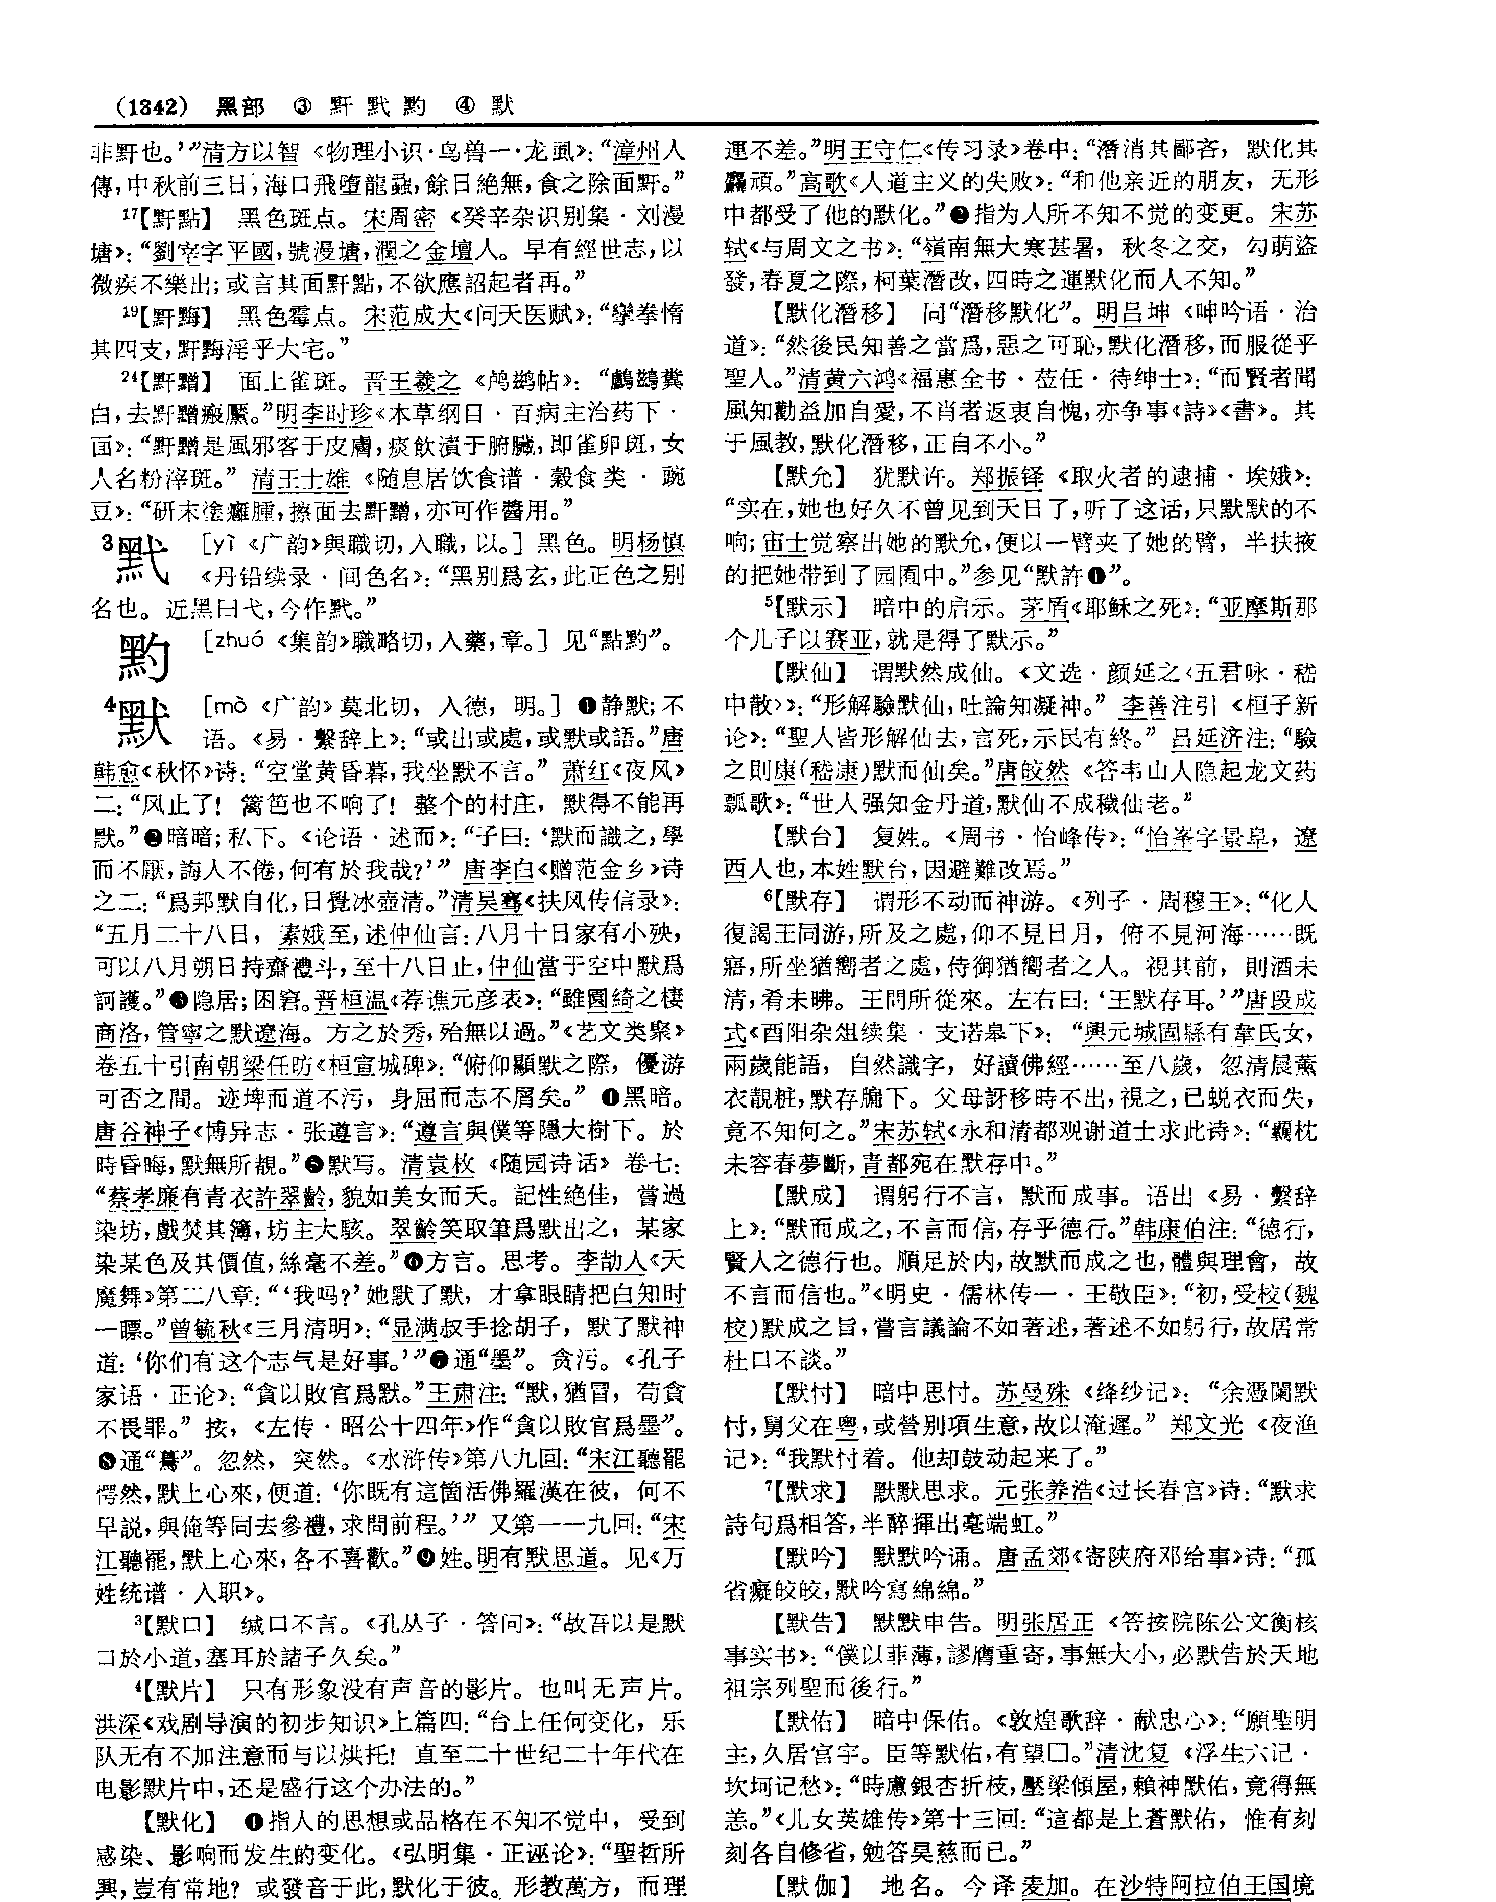 (1342) 黑部 ③ 䵟 黓 黓 ④ 默
非䵟也。’”清方以智《物理小识·鸟兽一·龙虱》：“漳州人
傳，中秋前三日，海口飛墮龍蝨，餘日絶無，食之除面䵟。”
17【䵟點】 黑色斑点。宋周密《癸辛杂识别集·刘漫
塘》：“劉宰字平國，號漫塘，潤之金壇人。早有經世志，以
微疾不樂出；或言其面䵟點，不欲應詔起者再。”
19【䵟黣】 黑色霉点。宋范成大《问天医赋》：“攣拳惰
其四支，䵟黣淫乎大宅。”
24【䵟䵳】 面上雀斑。晋王羲之《鸬鹚帖》：“鸕鷀糞
白，去䵟䵳瘢黶。”明李时珍《本草纲目·百病主治药下·
面》：“䵟䵳是風邪客于皮膚，痰飲漬于腑臟，即雀卵斑，女
人名粉滓斑。”清王士雄《随息居饮食谱·穀食类·豌
豆》：“研末塗癰腫，擦面去䵟䵳，亦可作醬用。”
3黓 [yì《广韵》與職切，入職，以。] 黑色。明杨慎
《丹铅续录·间色名》：“黑别爲玄，此正色之别
名也。近黑曰弋，今作黓。”
[zhuó《集韵》職略切，入藥，章。] 见“點”。
4默 [mò《广韵》莫北切，入德，明。] ❶静默；不
语。《易·繫辞上》：“或出或處，或默或語。”唐
韩愈《秋怀》诗：“空堂黄昏暮，我坐默不言。”萧红《夜风》
二：“风止了！篱笆也不响了！整个的村庄，默得不能再
默。”❷暗暗；私下。《论语·述而》：“子曰：‘默而識之，學
而不厭，誨人不倦，何有於我哉？’”唐李白《赠范金乡》诗
之二：“爲邦默自化，日覺冰壺清。”清吴骞《扶风传信录》：
“五月二十八日，素娥至，述仲仙言：八月十日家有小殃，
可以八月朔日持齋禮斗，至十八日止，仲仙當于空中默爲
訶護。”❸隐居；困窘。晋桓温《荐谯元彦表》：“雖園綺之棲
商洛，管寧之默遼海。方之於秀，殆無以過。”《艺文类聚》
卷五十引南朝梁任昉《桓宣城碑》：“俯仰顯默之際，優游
可否之間。迹埤而道不污，身屈而志不屑矣。”❹黑暗。
唐谷神子《博异志·张遵言》：“遵言與僕等隱大樹下。於
時昏晦，默無所覩。”❺默写。清袁枚《随园诗话》卷七：
“蔡孝廉有青衣許翠齡，貌如美女而夭。記性絶佳，嘗過
染坊，戲焚其簿，坊主大駭。翠齡笑取筆爲默出之，某家
染某色及其價值，絲毫不差。”❻方言。思考。李劼人《天
魔舞》第二八章：“‘我吗？’她默了默，才拿眼睛把白知时
一瞟。”曾毓秋《三月清明》：“显满叔手捻胡子，默了默神
道：‘你们有这个志气是好事。’”❼通“墨”。贪污。《孔子
家语·正论》：“貪以敗官爲默。”王肃注：“默，猶冒，苟貪
不畏罪。”按，《左传·昭公十四年》作“貪以敗官爲墨”。
❽通“驀”。忽然，突然。《水浒传》第八九回：“宋江聽罷
愕然，默上心來，便道：‘你既有這箇活佛羅漢在彼，何不
早説，與俺等同去參禮，求問前程。’”又第一一九回：“宋
江聽罷，默上心來，各不喜歡。”❾姓。明有默思道。见《万
姓统谱·入职》。
3【默口】 缄口不言。《孔丛子·答问》：“故吾以是默
口於小道，塞耳於諸子久矣。”
4【默片】 只有形象没有声音的影片。也叫无声片。
洪深《戏剧导演的初步知识》上篇四：“台上任何变化，乐
队无有不加注意而与以烘托！直至二十世纪二十年代在
电影默片中，还是盛行这个办法的。”
【默化】 ❶指人的思想或品格在不知不觉中，受到
感染、影响而发生的变化。《弘明集·正诬论》：“聖哲所
興，豈有常地？或發音于此，默化于彼。形教萬方，而理
運不差。”明王守仁《传习录》卷中：“潛消其鄙吝，默化其
麤頑。”高歌《人道主义的失败》：“和他亲近的朋友，无形
中都受了他的默化。”❷指为人所不知不觉的变更。宋苏
轼《与周文之书》：“嶺南無大寒甚暑，秋冬之交，勾萌盜
發，春夏之際，柯葉潛改，四時之運默化而人不知。”
【默化潛移】 同“潛移默化”。明吕坤《呻吟语·治
道》：“然後民知善之當爲，惡之可恥，默化潛移，而服從乎
聖人。”清黄六鸿《福惠全书·莅任·待绅士》：“而賢者聞
風知勸益加自愛，不肖者返衷自愧，亦争事《詩》《書》。其
于風教，默化潛移，正自不小。”
【默允】 犹默许。郑振铎《取火者的逮捕·埃娥》：
“实在，她也好久不曾见到天日了，听了这话，只默默的不
响；宙士觉察出她的默允，便以一臂夹了她的臂，半扶掖
的把她带到了园囿中。”参见“默許❶”。
5【默示】 暗中的启示。茅盾《耶稣之死》：“亚摩斯那
个儿子以赛亚，就是得了默示。”
【默仙】 谓默然成仙。《文选·颜延之〈五君咏·嵇
中散〉》：“形解驗默仙，吐論知凝神。”李善注引《桓子新
论》：“聖人皆形解仙去，言死，示民有終。”吕延济注：“驗
之則康(嵇康)默而仙矣。”唐皎然《答韦山人隐起龙文药
瓢歌》：“世人强知金丹道，默仙不成穢仙老。”
【默台】 复姓。《周书·怡峰传》：“怡峯字景阜，遼
西人也，本姓默台，因避難改焉。”
6【默存】 谓形不动而神游。《列子·周穆王》：“化人
復謁王同游，所及之處，仰不見日月，俯不見河海……既
寤，所坐猶嚮者之處，侍御猶嚮者之人。視其前，則酒未
清，肴未昲。王問所從來。左右曰：‘王默存耳。’”唐段成
式《酉阳杂俎续集·支诺皋下》：“興元城固縣有韋氏女，
兩歲能語，自然識字，好讀佛經……至八歲，忽清晨薰
衣靚粧，默存牖下。父母訝移時不出，視之，已蜕衣而失，
竟不知何之。”宋苏轼《永和清都观谢道士求此诗》：“覊枕
未容春夢斷，青都宛在默存中。”
【默成】 谓躬行不言，默而成事。语出《易·繫辞
上》：“默而成之，不言而信，存乎德行。”韩康伯注：“德行，
賢人之德行也。順足於内，故默而成之也，體與理會，故
不言而信也。”《明史·儒林传一·王敬臣》：“初，受校(魏
校)默成之旨，嘗言議論不如著述，著述不如躬行，故居常
杜口不談。”
【默忖】 暗中思忖。苏曼殊《绛纱记》：“余憑闌默
忖，舅父在粤，或營别項生意，故以淹遲。”郑文光《夜渔
记》：“我默忖着。他却鼓动起来了。”
7【默求】 默默思求。元张养浩《过长春宫》诗：“默求
詩句爲相答，半醉揮出毫端虹。”
【默吟】 默默吟诵。唐孟郊《寄陕府邓给事》诗：“孤
省癡皎皎，默吟寫綿綿。”
【默告】 默默申告。明张居正《答按院陈公文衡核
事实书》：“僕以菲薄，謬膺重寄，事無大小，必默告於天地
祖宗列聖而後行。”
【默佑】 暗中保佑。《敦煌歌辞·献忠心》：“願聖明
主，久居宫宇。臣等默佑，有望□。”清沈复《浮生六记·
坎坷记愁》：“時慮銀杏折枝，壓梁傾屋，賴神默佑，竟得無
恙。”《儿女英雄传》第十三回：“這都是上蒼默佑，惟有刻
刻各自修省，勉答昊慈而已。”
【默伽】 地名。今译麦加。在沙特阿拉伯王国境